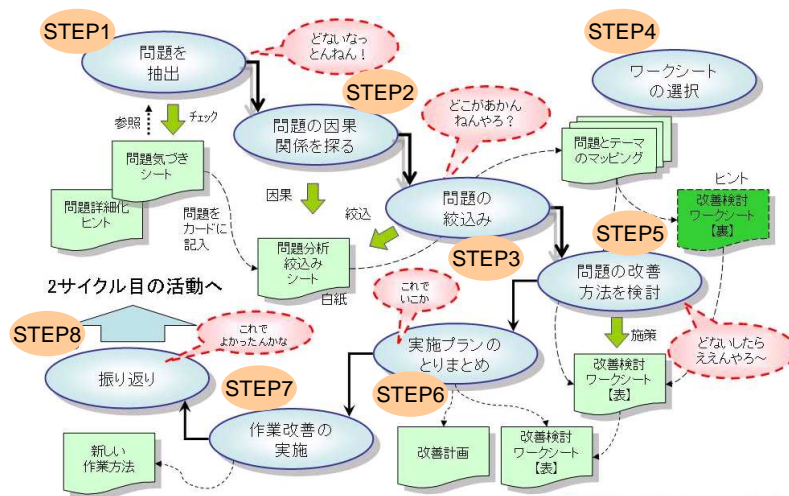 STEP1
問題を
抽出
どないなっ
とんねん！
STEP4
ワークシート
の選択
参照
チェック
STEP2
問題の因果
関係を探る
どこがあかん
ねんやろ？
問題とテーマ
のマッピング
ヒント
問題気づき
シート
問題詳細化
ヒント
問題を
カードに
記入
因果
絞込
問題の
絞込み
STEP3
改善検討
ワークシート
【裏】
STEP5
問題の改善
方法を検討
問題分析
絞込み
シート
白紙
2サイクル目の活動へ
これで
いこか
施策
どないしたら
ええんやろ～
STEP8
これで
よかったんかな
振り返り
実施プランの
とりまとめ
STEP6
改善検討
ワークシート
【表】
STEP7
作業改善の
実施
新しい
作業方法
改善計画
改善検討
ワークシート
【表】